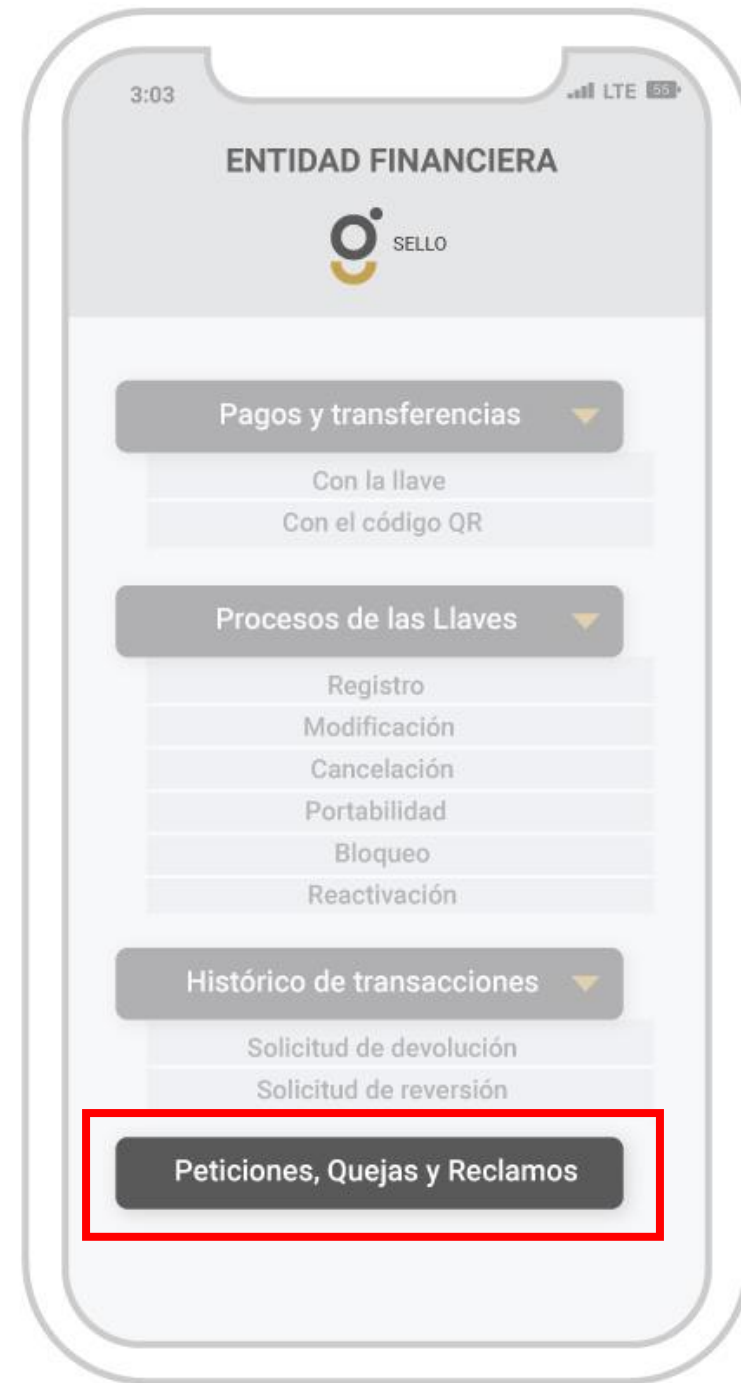 3:03 LTE 55
ENTIDAD FINANCIERA
SELLO
Pagos y transferencias
Con la llave
Con el código QR
Procesos de las Llaves
Registro
Modificación
Cancelación
Portabilidad
Bloqueo
Reactivación
Histórico de transacciones
Solicitud de devolución
Solicitud de reversión
Peticiones, Quejas y Reclamos